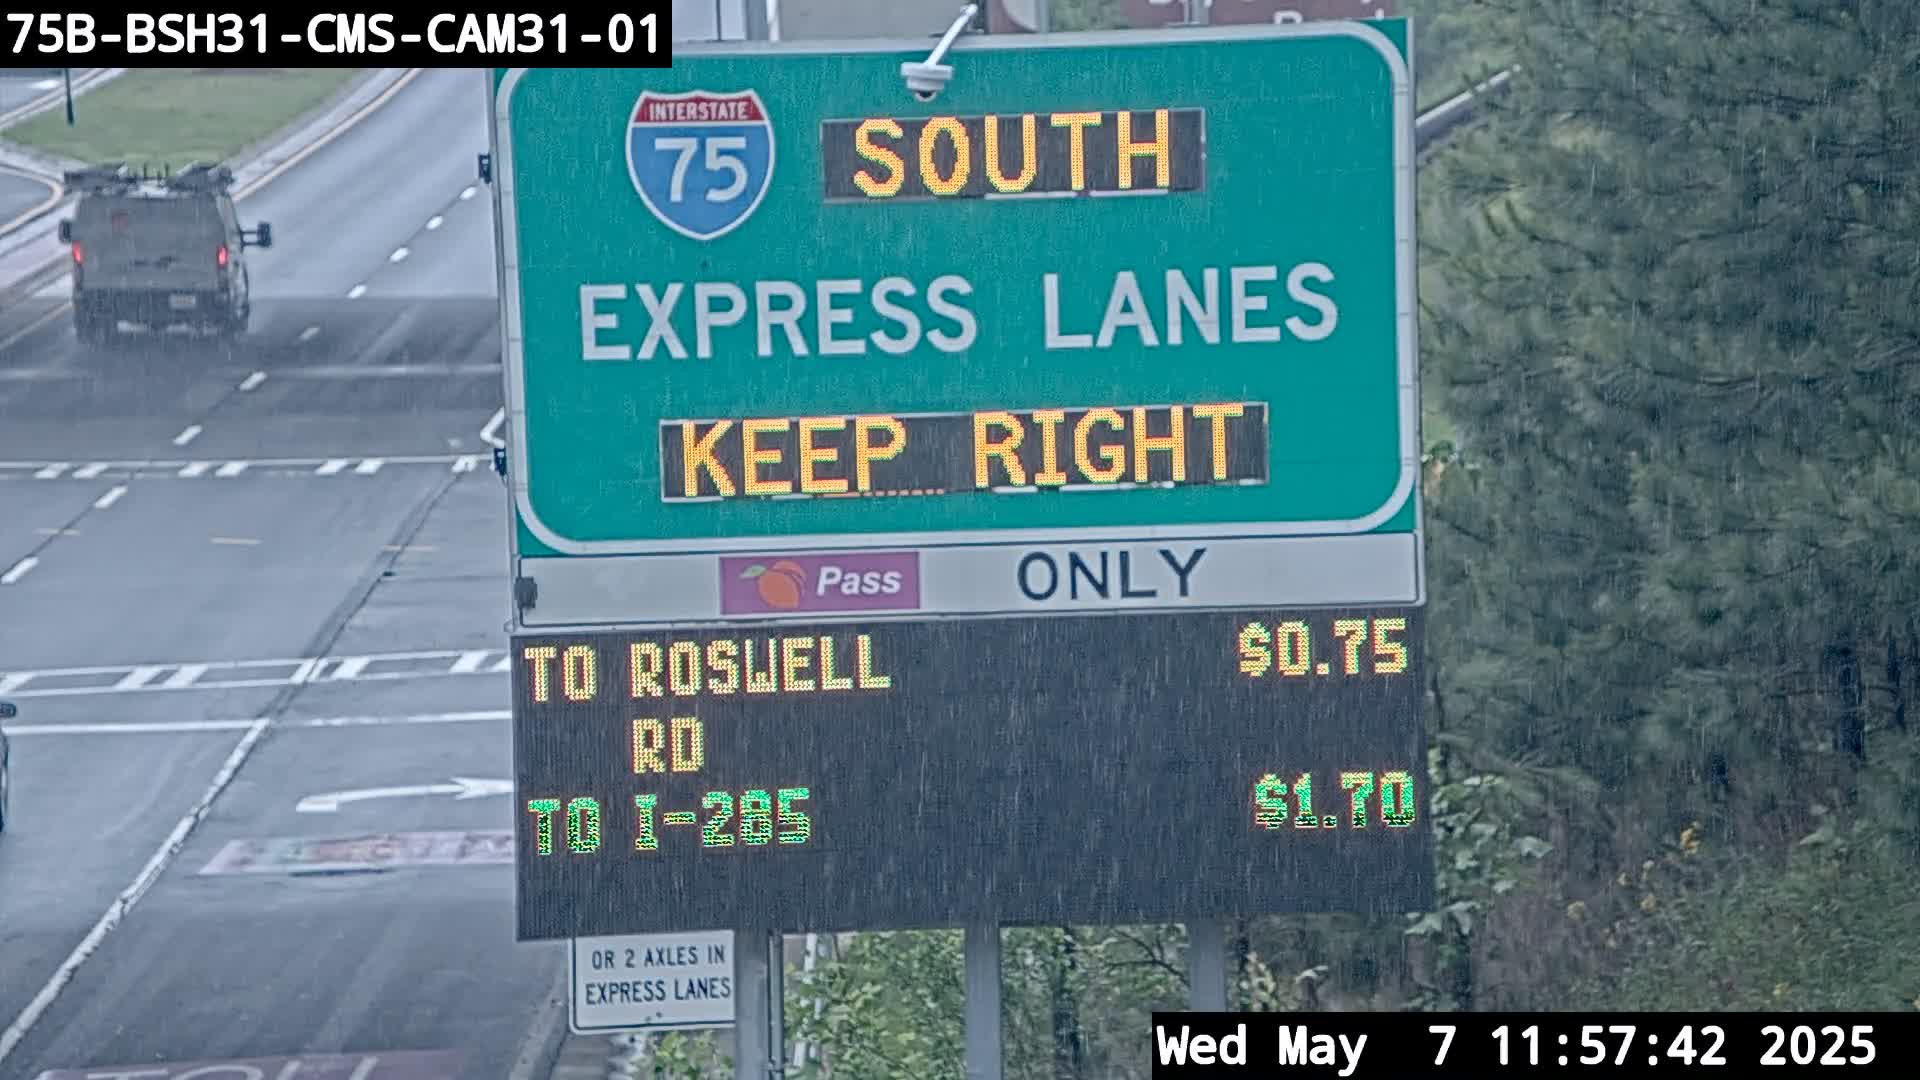 75B-BSH31-CMS-CAM31-01
INTERSTATE
75
SOUTH
EXPRESS LANES
KEEP RIGHT
Pass ONLY
TO ROSWELL $0.75
RD
TO I-285 $1.70
OR 2 AXLES IN
EXPRESS LANES
Wed May 7 11:57:42 2025